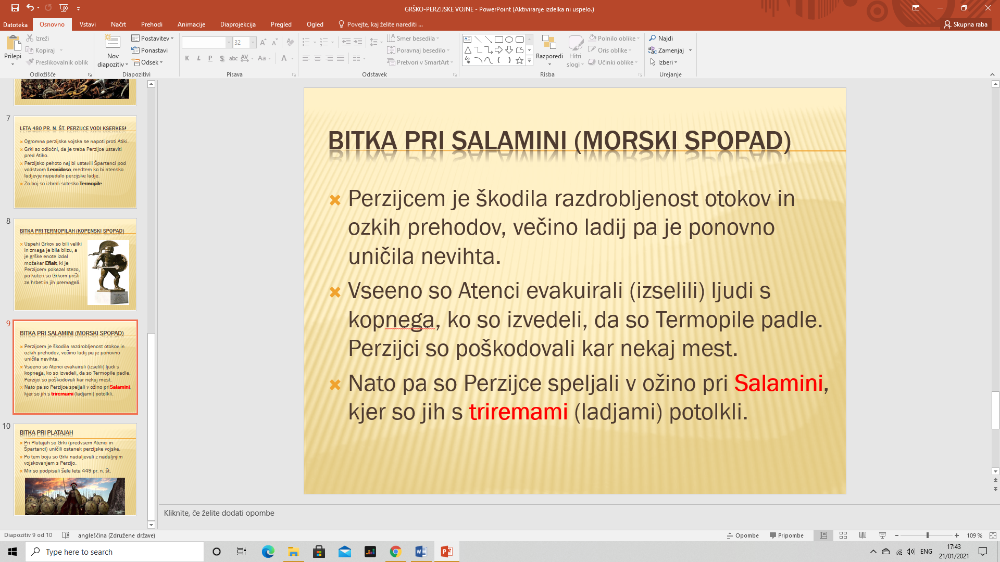 GRŠKO-PERZIJSKE VOJNE - PowerPoint (Aktiviranje izdelka ni uspelo.)
Datoteka Osnovno Vstavi Načrt Prehodi Animacije Diaprojekcija Pregled Ogled Povejte, kaj želite narediti ... Skupna raba
Prilepi
Izreži
Kopiraj
Preslikovalnik oblik
Odložišče
Nov
diapozitiv
Postavitev
Ponastavi
Odsek
Diapozitivi
32
K L P S abc AV Aa A
Pisava
Smer besedila
Poravnaj besedilo
Pretvori v SmartArt
Odstavek
Razporedi
Hitri
slogi
Polnilo oblike
Oris oblike
Učinki oblike
Risba
Najdi
Zamenjaj
Izberi
Urejanje
7
LETA 480 PR. N. ŠT. PERZIJCE VODI KSERKES!
Ogromna perzijska vojska se napoti proti Atiki.
Grki so odločni, da je treba Perzijce ustaviti
pred Atiko.
Perzijsko pehoto naj bi ustavili Špartanci pod
vodstvom Leonidasa, medtem ko bi atensko
ladjevje napadalo perzijske ladje.
Za boj so izbrali sotesko Termopile.
8
BITKA PRI TERMOPILAH (KOPENSKI SPOPAD)
Uspehi Grkov so bili veliki
in zmaga je bila blizu, a
je grške enote izdal
možakar Efialt, ki je
Perzijcem pokazal stezo,
po kateri so Grkom prišli
za hrbet in jih premagali.
9
BITKA PRI SALAMINI (MORSKI SPOPAD)
Perzijcem je škodila razdrobljenost otokov in
ozkih prehodov, večino ladij pa je ponovno
uničila nevihta.
Vseeno so Atenci evakuirali (izselili) ljudi s
kopnega, ko so izvedeli, da so Termopile padle.
Perzijci so poškodovali kar nekaj mest.
Nato pa so Perzijce speljali v ožino pri Salamini,
kjer so jih s triremami (ladjami) potolkli.
10
BITKA PRI PLATAJAH
Pri Platajah so Grki (predvsem Atenci in
Špartanci) uničili ostanek perzijske vojske.
Po tem boju so Grki nadaljevali z nadaljnjim
vojskovanjem s Perzijo.
Mir so podpisali šele leta 449 pr. n. št.
BITKA PRI SALAMINI (MORSKI SPOPAD)
Perzijcem je škodila razdrobljenost otokov in
ozkih prehodov, večino ladij pa je ponovno
uničila nevihta.
Vseeno so Atenci evakuirali (izselili) ljudi s
kopnega, ko so izvedeli, da so Termopile padle.
Perzijci so poškodovali kar nekaj mest.
Nato pa so Perzijce speljali v ožino pri Salamini,
kjer so jih s triremami (ladjami) potolkli.
Kliknite, če želite dodati opombe
Diapozitiv 9 od 10 angleščina (Združene države) Opombe Pripombe 109 %
Type here to search
ENG
17:43
21/01/2021